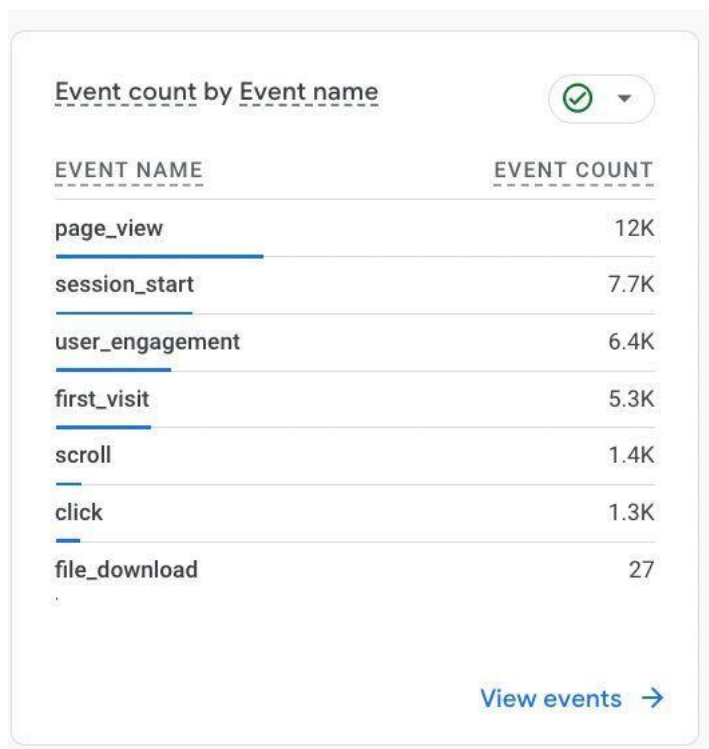 Event count by Event name
EVENT NAME EVENT COUNT
page_view 12K
session_start 7.7K
user_engagement 6.4K
first_visit 5.3K
scroll 1.4K
click 1.3K
file_download 27
View events